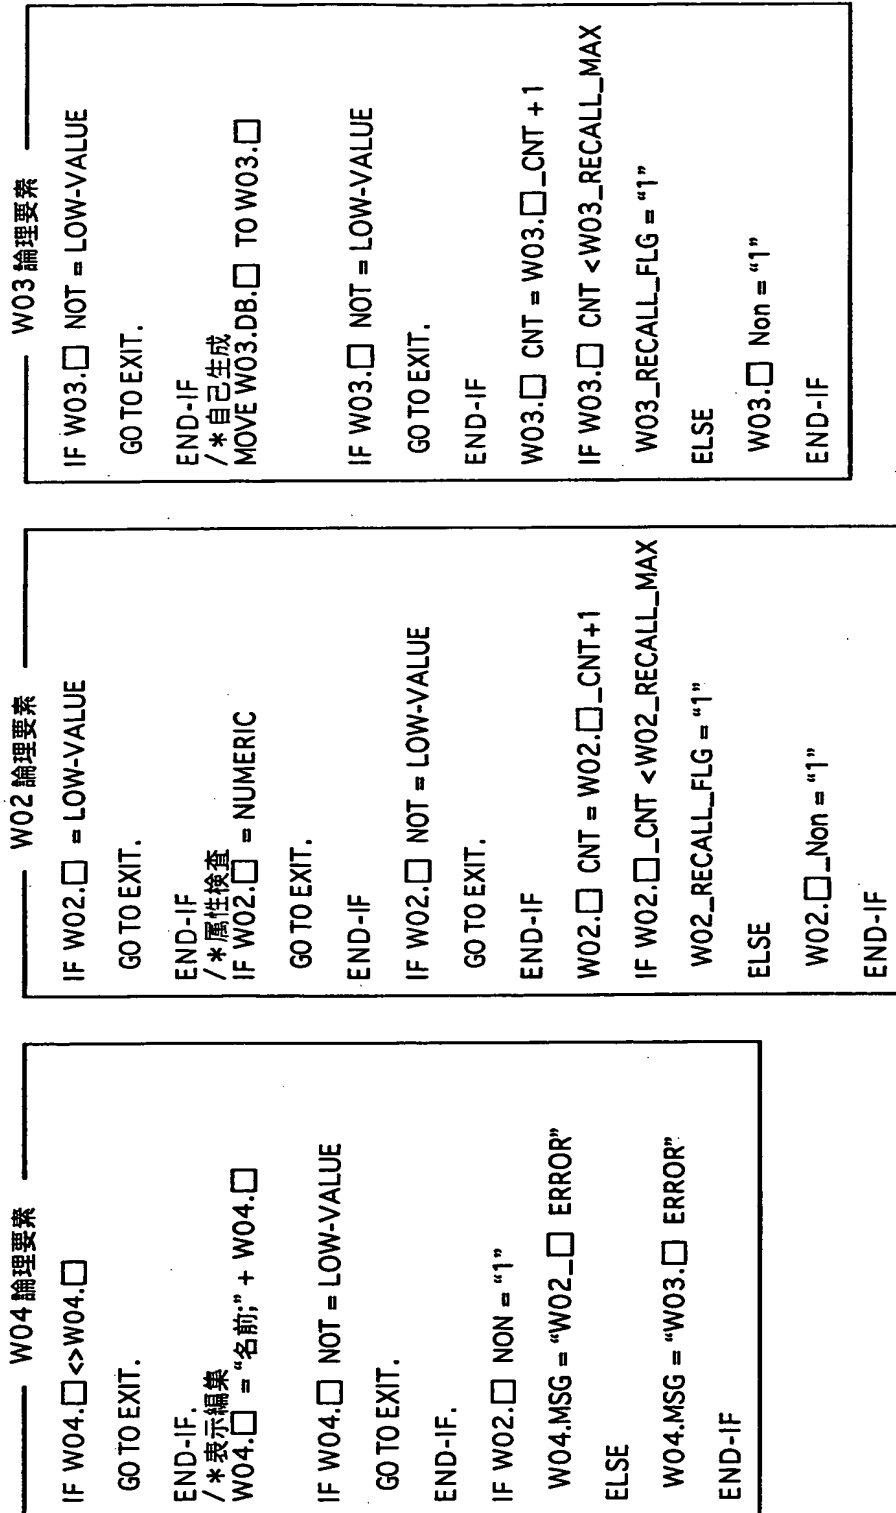 W04 論理要素
IF W04.□<>W04.□
GO TO EXIT.
END-IF.
/*表示編集
W04.□ = “名前;” + W04.□
IF W04.□ NOT = LOW-VALUE
GO TO EXIT.
END-IF.
IF W02.□ NON = “1”
W04.MSG = “W02_□ ERROR”
ELSE
W04.MSG = “W03.□ ERROR”
END-IF
W02 論理要素
IF W02.□ = LOW-VALUE
GO TO EXIT.
END-IF
/*属性検査
IF W02.□ = NUMERIC
GO TO EXIT.
END-IF
IF W02.□ NOT = LOW-VALUE
GO TO EXIT.
END-IF
W02.□ CNT = W02.□_CNT+1
IF W02.□_CNT <W02_RECALL_MAX
W02_RECALL_FLG = “1”
ELSE
W02.□_Non = “1”
END-IF
W03 論理要素
IF W03.□ NOT = LOW-VALUE
GO TO EXIT.
END-IF
/*自己生成
MOVE W03.DB.□ TO W03.□
IF W03.□ NOT = LOW-VALUE
GO TO EXIT.
END-IF
W03.□ CNT = W03.□_CNT +1
IF W03.□ CNT <W03_RECALL_MAX
W03_RECALL_FLG = “1”
ELSE
W03.□ Non = “1”
END-IF